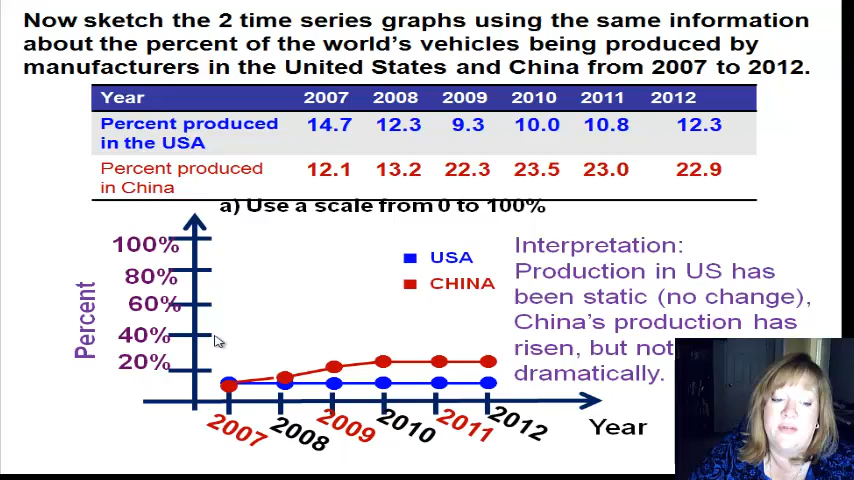 Now sketch the 2 time series graphs using the same information
about the percent of the world's vehicles being produced by
manufacturers in the United States and China from 2007 to 2012.
Year 2007 2008 2009 2010 2011 2012
Percent produced in the USA 14.7 12.3 9.3 10.0 10.8 12.3
Percent produced in China 12.1 13.2 22.3 23.5 23.0 22.9
a) Use a scale from 0 to 100%
100%
80%
60%
40%
20%
Percent
USA
CHINA
Interpretation:
Production in US has
been static (no change),
China's production has
risen, but not
dramatically.
2007 2008 2009 2010 2011 2012
Year